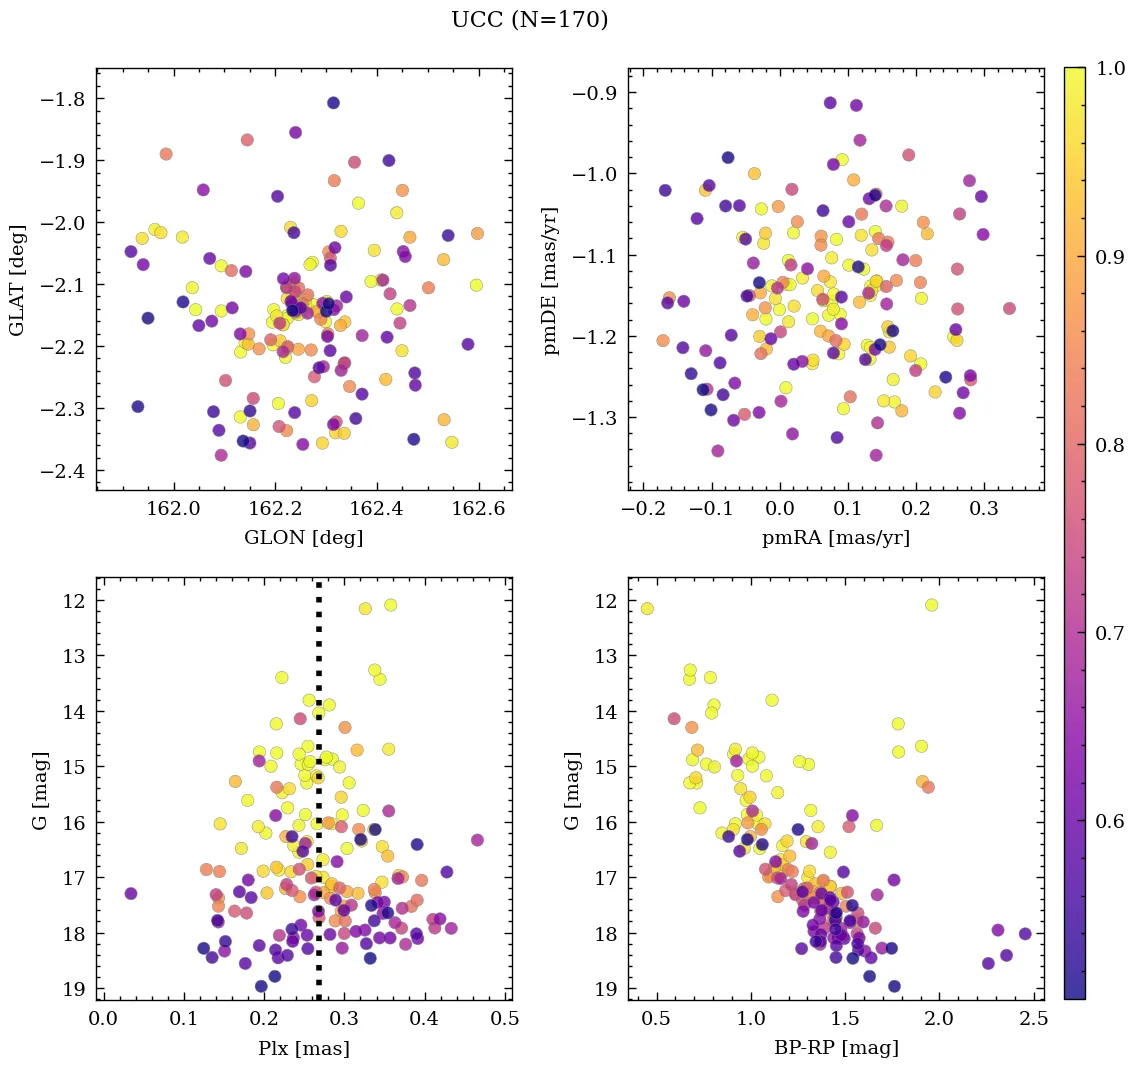 UCC (N=170)
−1.8
−1.9
−2.0
−2.1
−2.2
−2.3
−2.4
GLAT [deg]
162.0 162.2 162.4 162.6
GLON [deg]
−0.9
−1.0
−1.1
−1.2
−1.3
pmDE [mas/yr]
−0.2 −0.1 0.0 0.1 0.2 0.3
pmRA [mas/yr]
12
13
14
15
16
17
18
19
G [mag]
0.0 0.1 0.2 0.3 0.4 0.5
Plx [mas]
12
13
14
15
16
17
18
19
G [mag]
0.5 1.0 1.5 2.0 2.5
BP-RP [mag]
1.0
0.9
0.8
0.7
0.6